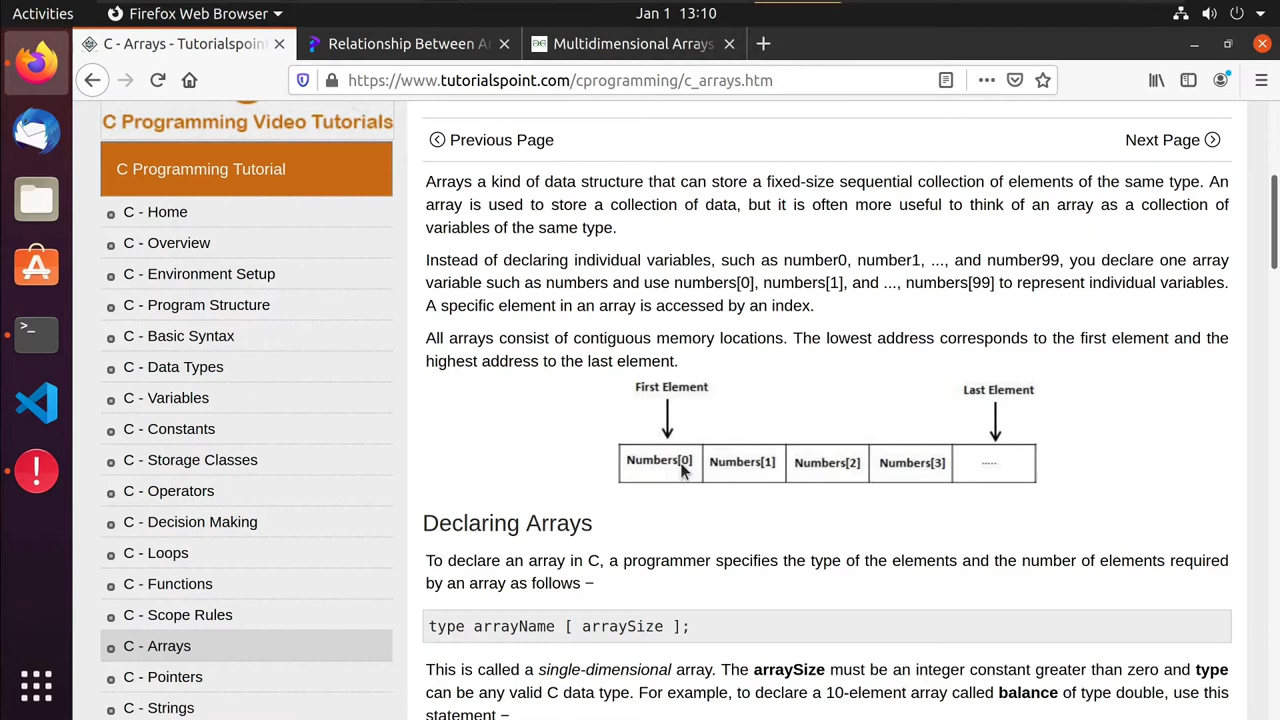 Activities
Firefox Web Browser
Jan 1 13:10
C - Arrays - Tutorialspoint
Relationship Between Ar
Multidimensional Arrays
https://www.tutorialspoint.com/cprogramming/c_arrays.htm
C Programming Video Tutorials
C Programming Tutorial
C - Home
C - Overview
C - Environment Setup
C - Program Structure
C - Basic Syntax
C - Data Types
C - Variables
C - Constants
C - Storage Classes
C - Operators
C - Decision Making
C - Loops
C - Functions
C - Scope Rules
C - Arrays
C - Pointers
C - Strings
Previous Page
Next Page
Arrays a kind of data structure that can store a fixed-size sequential collection of elements of the same type. An
array is used to store a collection of data, but it is often more useful to think of an array as a collection of
variables of the same type.
Instead of declaring individual variables, such as number0, number1, ..., and number99, you declare one array
variable such as numbers and use numbers[0], numbers[1], and ..., numbers[99] to represent individual variables.
A specific element in an array is accessed by an index.
All arrays consist of contiguous memory locations. The lowest address corresponds to the first element and the
highest address to the last element.
First Element
Last Element
Numbers[0]
Numbers[1]
Numbers[2]
Numbers[3]
.....
Declaring Arrays
To declare an array in C, a programmer specifies the type of the elements and the number of elements required
by an array as follows −
type arrayName [ arraySize ];
This is called a single-dimensional array. The arraySize must be an integer constant greater than zero and type
can be any valid C data type. For example, to declare a 10-element array called balance of type double, use this
statement −